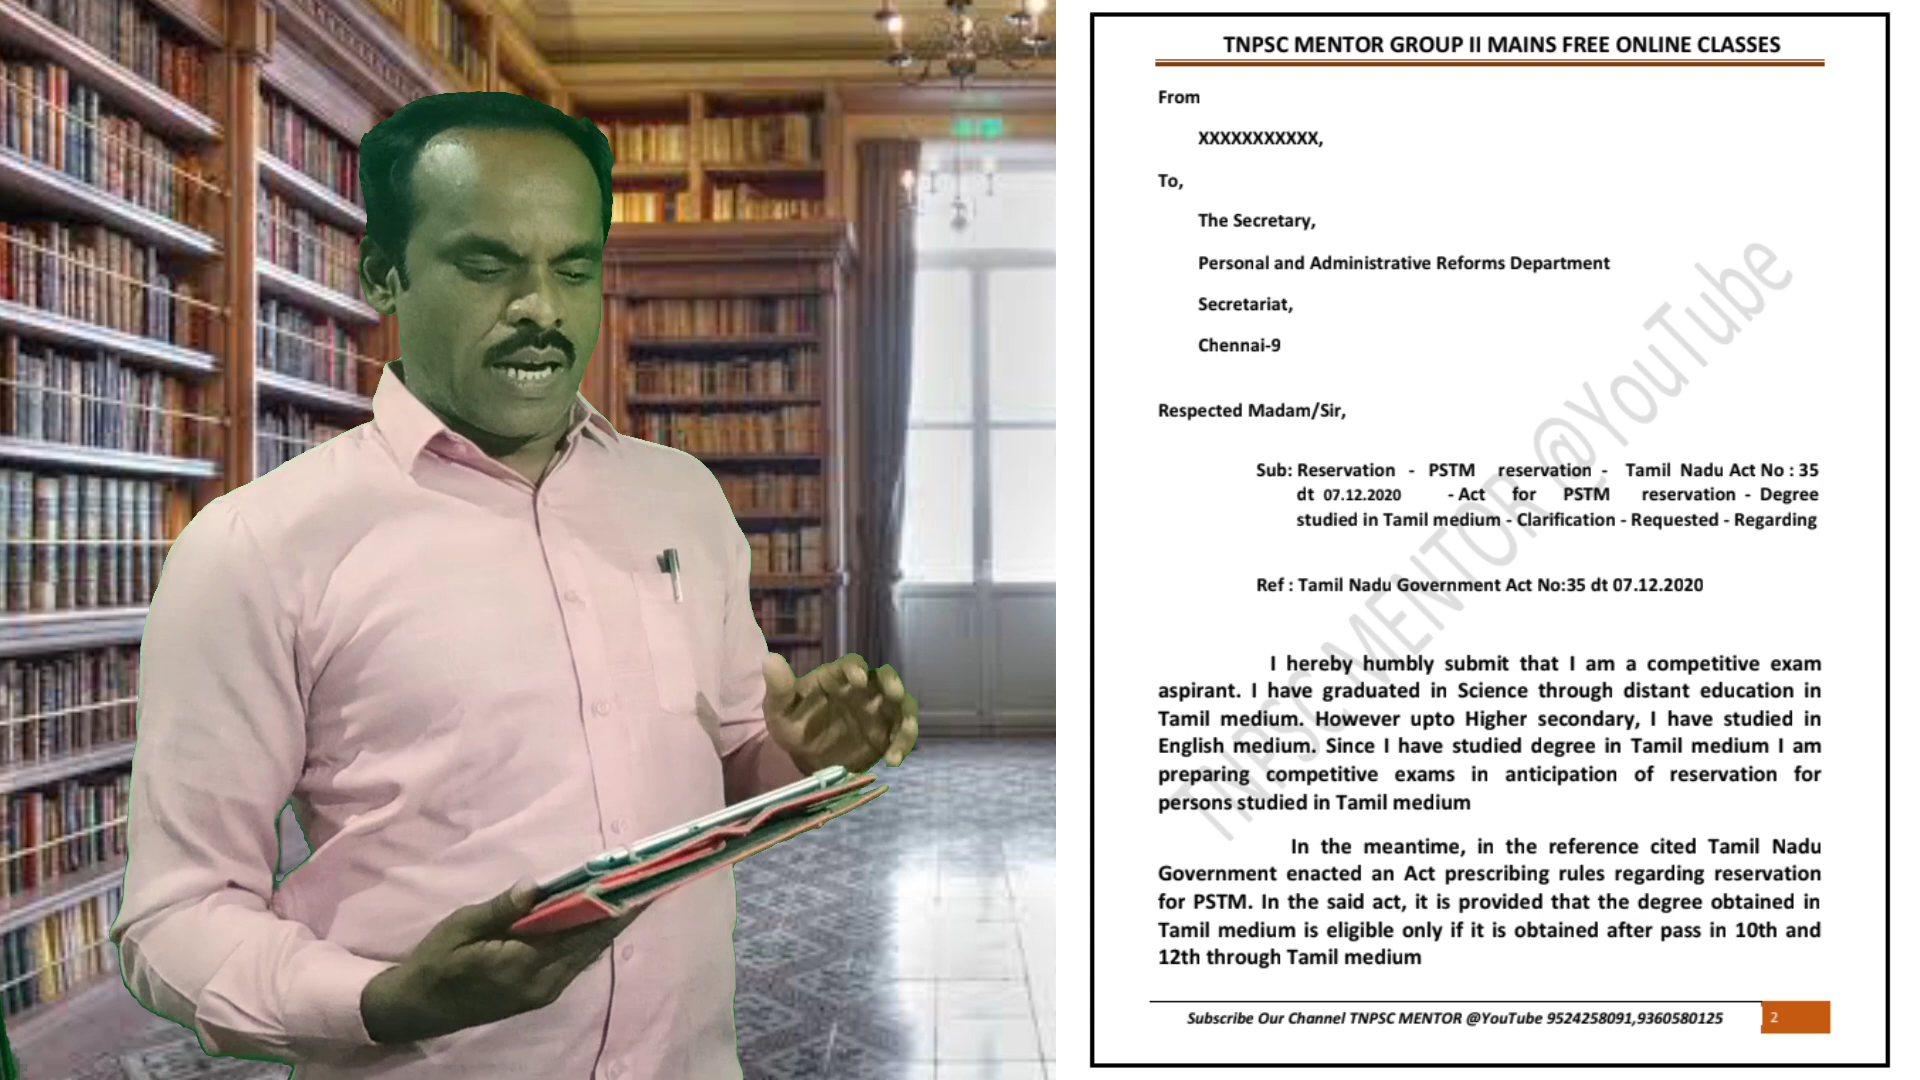 TNPSC MENTOR GROUP II MAINS FREE ONLINE CLASSES
From
XXXXXXXXXXX,
To,
The Secretary,
Personal and Administrative Reforms Department
Secretariat,
Chennai-9
Respected Madam/Sir,
Sub: Reservation - PSTM reservation - Tamil Nadu Act No : 35
dt 07.12.2020 - Act for PSTM reservation - Degree
studied in Tamil medium - Clarification - Requested - Regarding
Ref : Tamil Nadu Government Act No:35 dt 07.12.2020
I hereby humbly submit that I am a competitive exam
aspirant. I have graduated in Science through distant education in
Tamil medium. However upto Higher secondary, I have studied in
English medium. Since I have studied degree in Tamil medium I am
preparing competitive exams in anticipation of reservation for
persons studied in Tamil medium
In the meantime, in the reference cited Tamil Nadu
Government enacted an Act prescribing rules regarding reservation
for PSTM. In the said act, it is provided that the degree obtained in
Tamil medium is eligible only if it is obtained after pass in 10th and
12th through Tamil medium
TNPSC MENTOR @YouTube
Subscribe Our Channel TNPSC MENTOR @YouTube 9524258091,9360580125
2